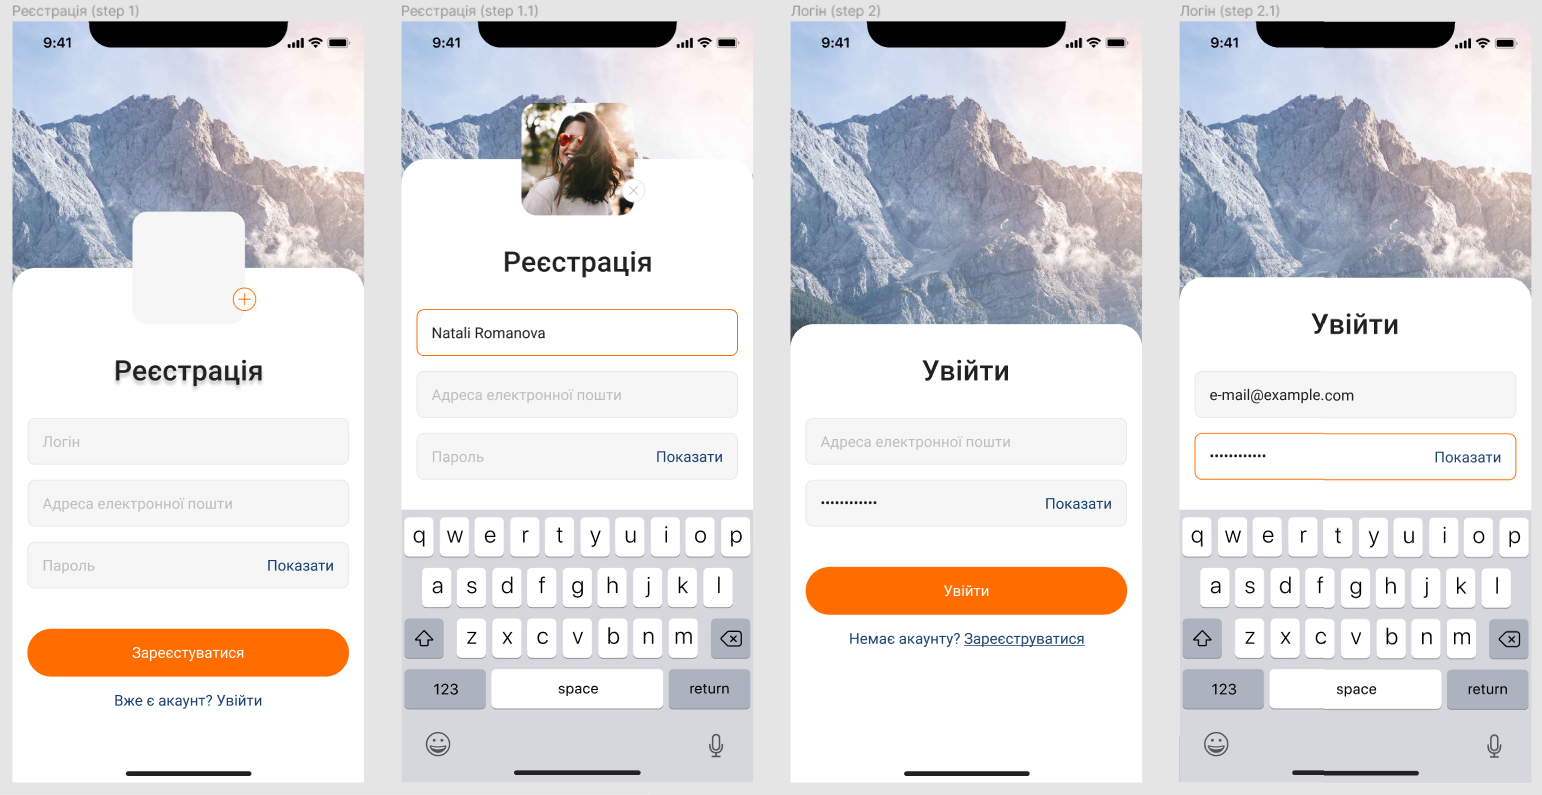 Реєстрація (step 1)
9:41
Реєстрація
Логін
Адреса електронної пошти
Пароль
Показати
Зареєстуватися
Вже є акаунт? Увійти
Реєстрація (step 1.1)
9:41
Реєстрація
Natali Romanova
Адреса електронної пошти
Пароль
Показати
q w e r t y u i o p
a s d f g h j k l
z x c v b n m
123 space return
Логін (step 2)
9:41
Увійти
Адреса електронної пошти
••••••••••••
Показати
Увійти
Немає акаунту? Зареєструватися
Логін (step 2.1)
9:41
Увійти
e-mail@example.com
••••••••••••
Показати
q w e r t y u i o p
a s d f g h j k l
z x c v b n m
123 space return